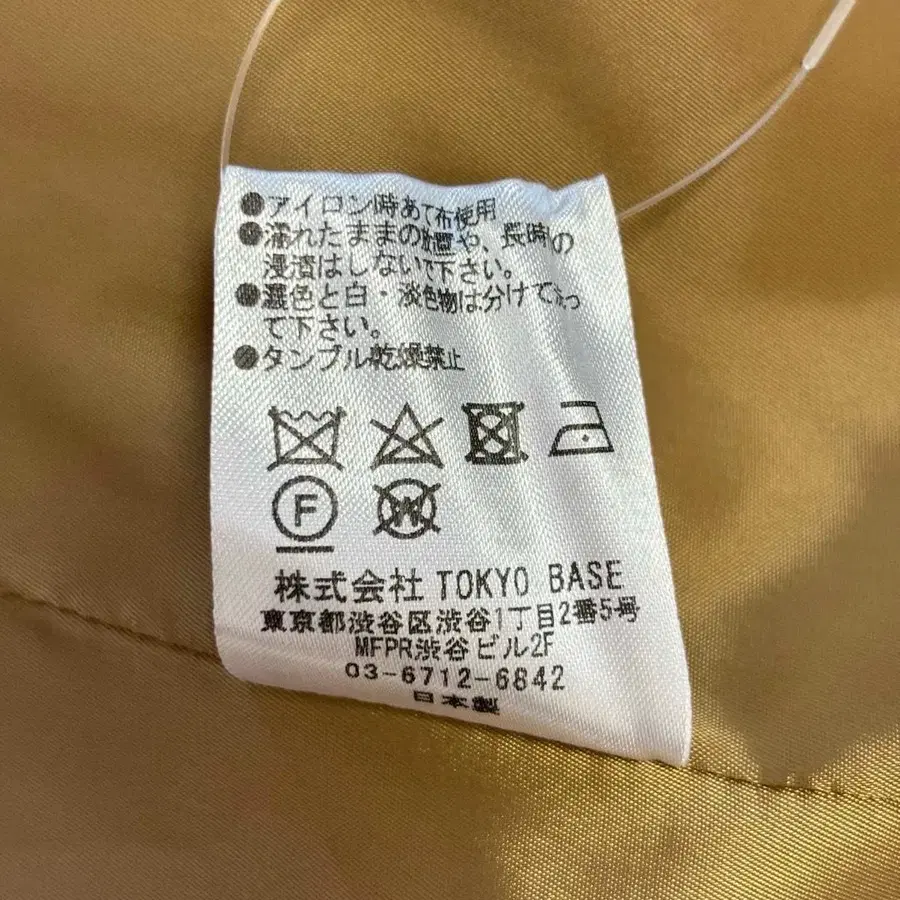 ●アイロン時あて布使用
●濡れたままの放置や、長時の
浸漬はしないで下さい。
●濃色と白・淡色物は分けて洗っ
て下さい。
●タンブル乾燥禁止
F
W
株式会社 TOKYO BASE
東京都渋谷区渋谷1丁目2番5号
MFPR渋谷ビル2F
03-6712-6842
日本製